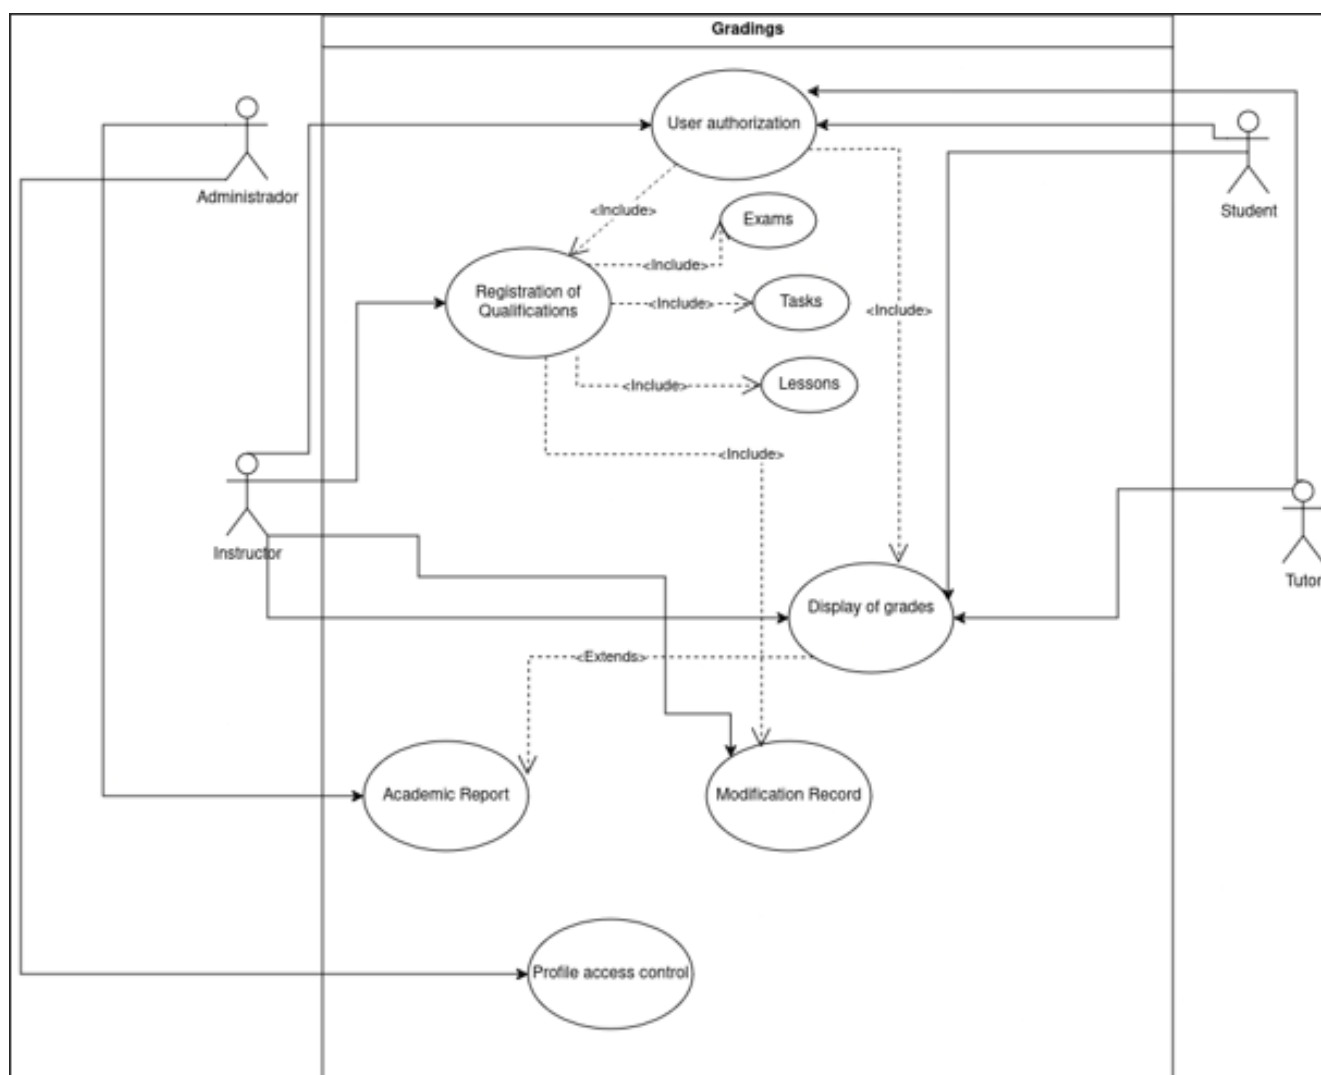 Gradings
User authorization
Administrador
Student
<Include>
Exams
<Include>
Registration of
Qualifications
<Include>
Tasks
<Include>
<Include>
Lessons
<Include>
Instructor
Tutor
Display of grades
<Extends>
Academic Report
Modification Record
Profile access control